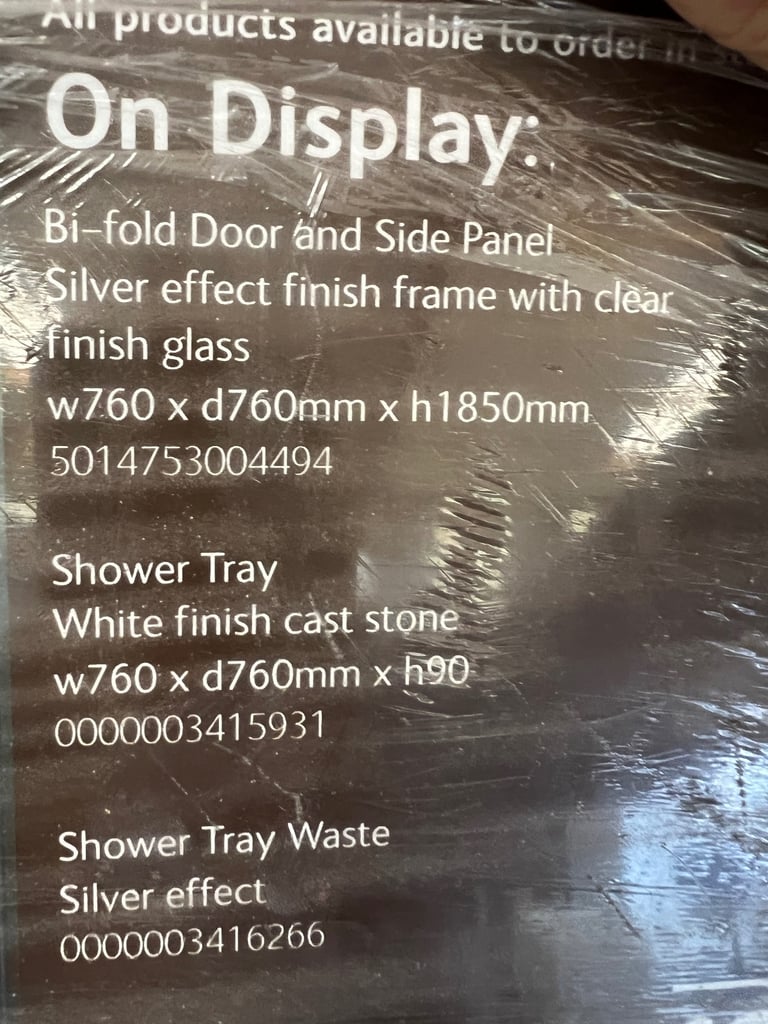 All products available to order in
On Display:
Bi-fold Door and Side Panel
Silver effect finish frame with clear
finish glass
w760 x d760mm x h1850mm
5014753004494
Shower Tray
White finish cast stone
w760 x d760mm x h90
0000003415931
Shower Tray Waste
Silver effect
0000003416266